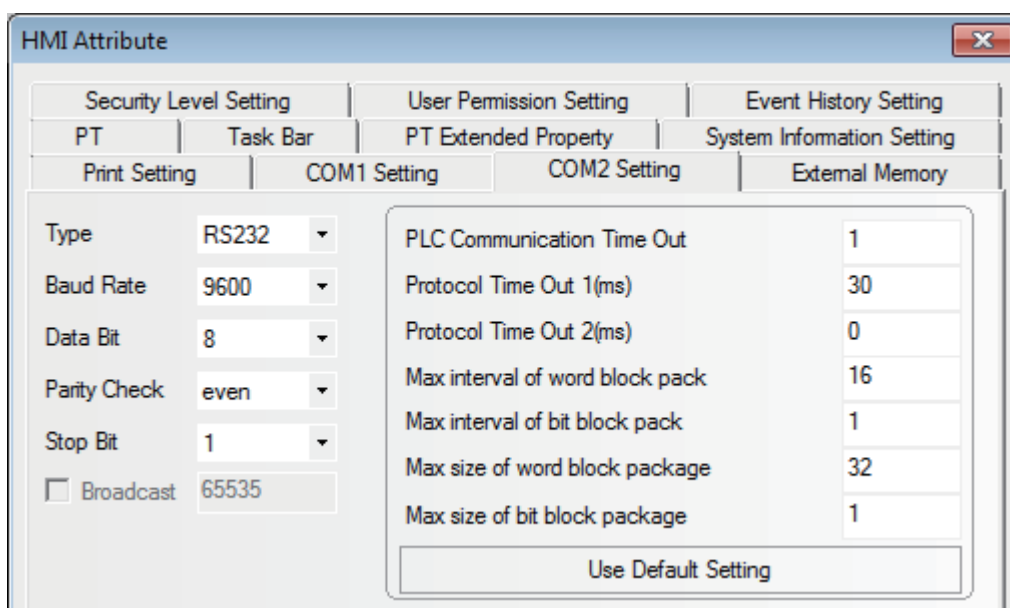 HMI Attribute
Security Level Setting User Permission Setting Event History Setting
PT Task Bar PT Extended Property System Information Setting
Print Setting COM1 Setting COM2 Setting External Memory
Type RS232
Baud Rate 9600
Data Bit 8
Parity Check even
Stop Bit 1
Broadcast 65535
PLC Communication Time Out 1
Protocol Time Out 1(ms) 30
Protocol Time Out 2(ms) 0
Max interval of word block pack 16
Max interval of bit block pack 1
Max size of word block package 32
Max size of bit block package 1
Use Default Setting